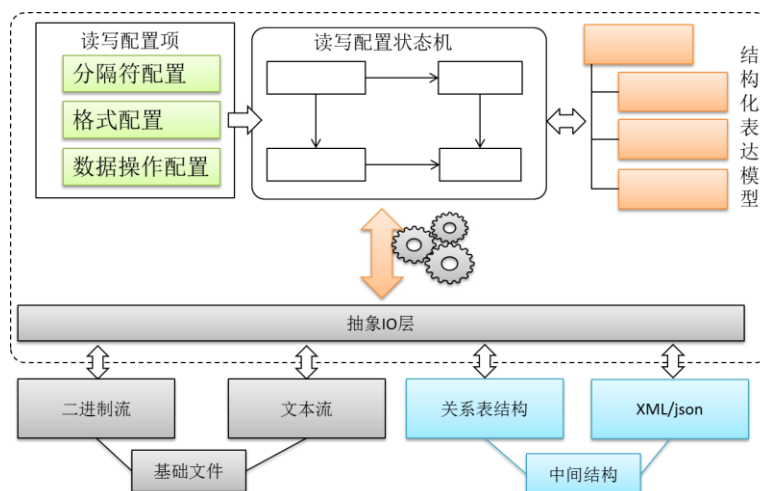 读写配置项
分隔符配置
格式配置
数据操作配置
读写配置状态机
结构化表达模型
抽象IO层
二进制流
文本流
关系表结构
XML/json
基础文件
中间结构